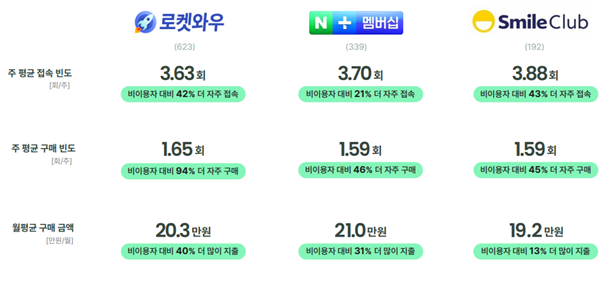 로켓와우
N + 멤버십
Smile Club
(623)
(339)
(192)
주 평균 접속 빈도
[회/주]
3.63 회
3.70 회
3.88 회
비이용자 대비 42% 더 자주 접속
비이용자 대비 21% 더 자주 접속
비이용자 대비 43% 더 자주 접속
주 평균 구매 빈도
[회/주]
1.65 회
1.59 회
1.59 회
비이용자 대비 94% 더 자주 구매
비이용자 대비 46% 더 자주 구매
비이용자 대비 45% 더 자주 구매
월평균 구매 금액
[만원/월]
20.3 만원
21.0 만원
19.2 만원
비이용자 대비 40% 더 많이 지출
비이용자 대비 31% 더 많이 지출
비이용자 대비 13% 더 많이 지출